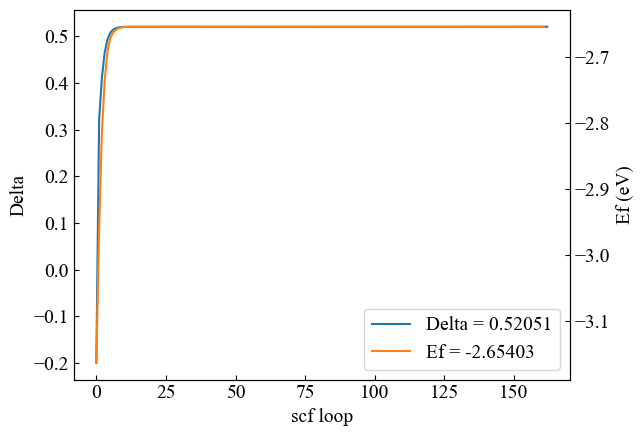 0.5
0.4
0.3
0.2
0.1
0.0
−0.1
−0.2
Delta
−2.7
−2.8
−2.9
−3.0
−3.1
Ef (eV)
Delta = 0.52051
Ef = -2.65403
0 25 50 75 100 125 150
scf loop